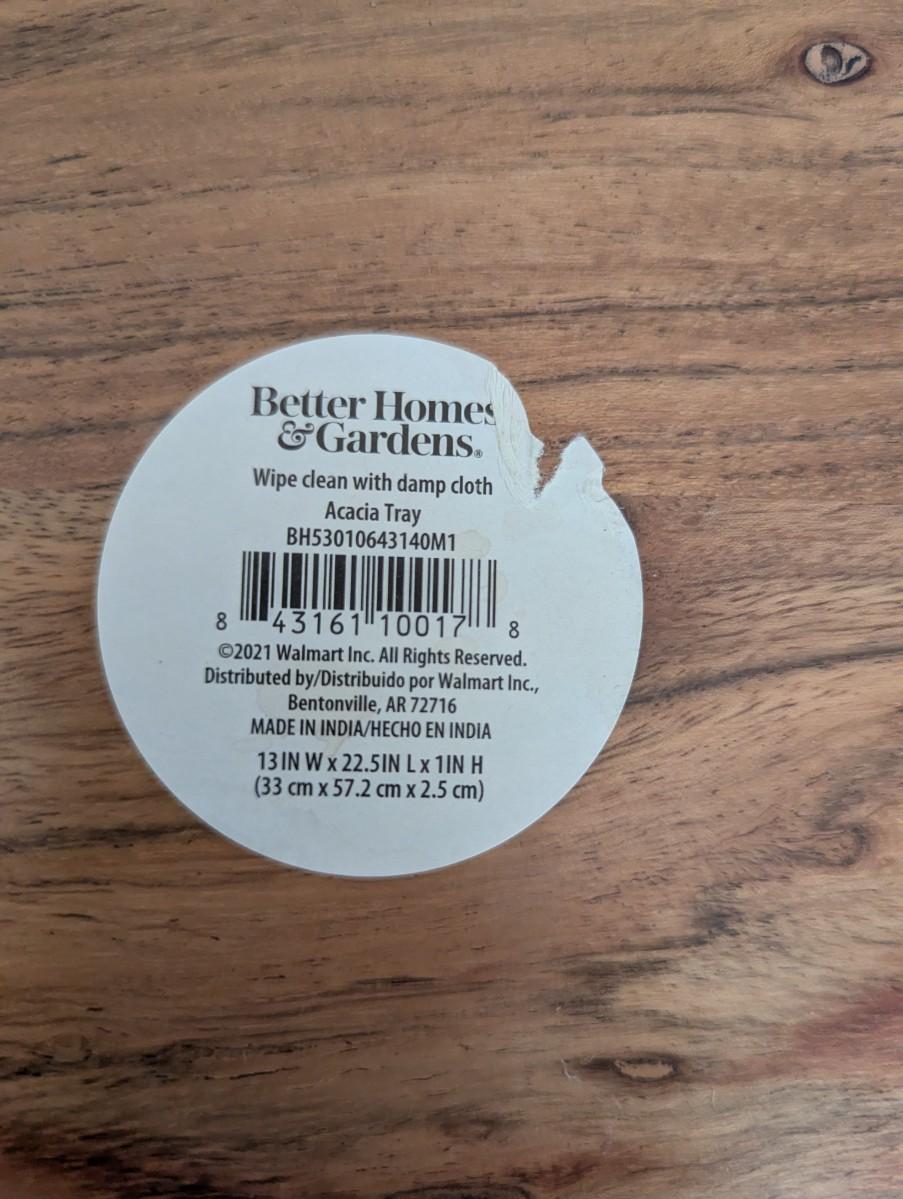 Better Homes
& Gardens®
Wipe clean with damp cloth
Acacia Tray
BH53010643140M1
8 43161 10017 8
©2021 Walmart Inc. All Rights Reserved.
Distributed by/Distribuido por Walmart Inc.,
Bentonville, AR 72716
MADE IN INDIA/HECHO EN INDIA
13IN W x 22.5IN L x 1IN H
(33 cm x 57.2 cm x 2.5 cm)